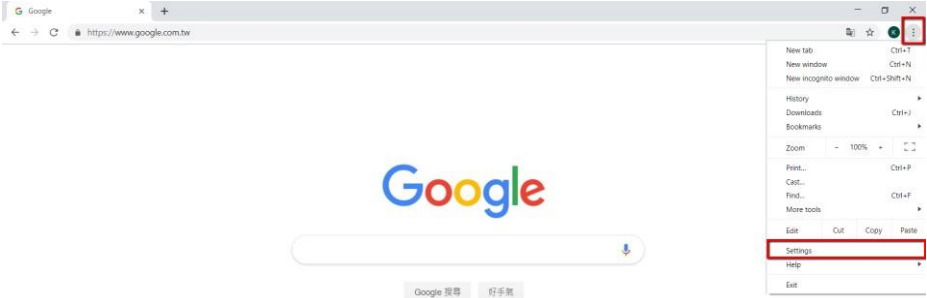 Google
https://www.google.com.tw
K
New tab Ctrl+T
New window Ctrl+N
New incognito window Ctrl+Shift+N
History
Downloads Ctrl+J
Bookmarks
Zoom - 100% +
Print... Ctrl+P
Cast...
Find... Ctrl+F
More tools
Edit Cut Copy Paste
Settings
Help
Exit
Google
Google 搜尋 好手氣